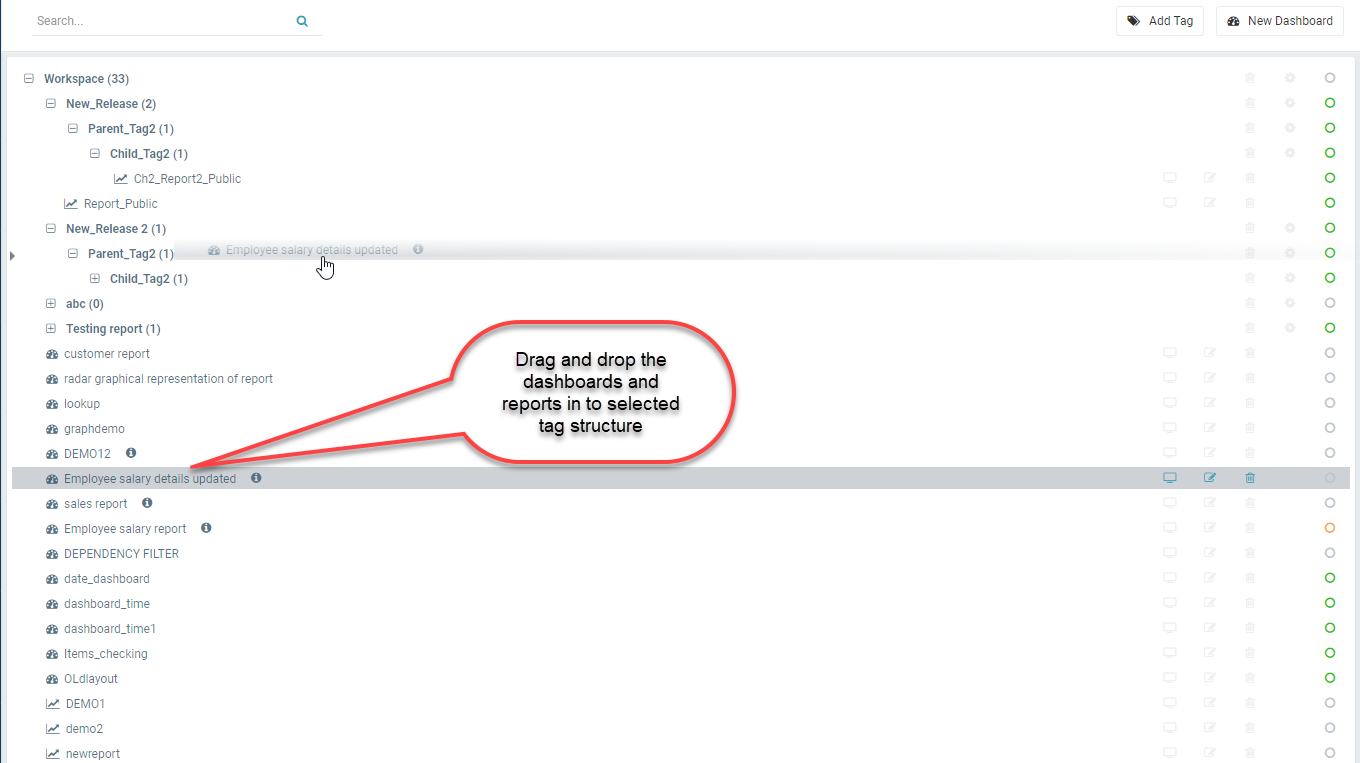 Search...
Add Tag
New Dashboard
Workspace (33)
New_Release (2)
Parent_Tag2 (1)
Child_Tag2 (1)
Ch2_Report2_Public
Report_Public
New_Release 2 (1)
Employee salary details updated
Parent_Tag2 (1)
Child_Tag2 (1)
abc (0)
Testing report (1)
customer report
radar graphical representation of report
lookup
graphdemo
DEMO12
Employee salary details updated
sales report
Employee salary report
DEPENDENCY FILTER
date_dashboard
dashboard_time
dashboard_time1
Items_checking
OLdlayout
DEMO1
demo2
newreport
Drag and drop the
dashboards and
reports in to selected
tag structure